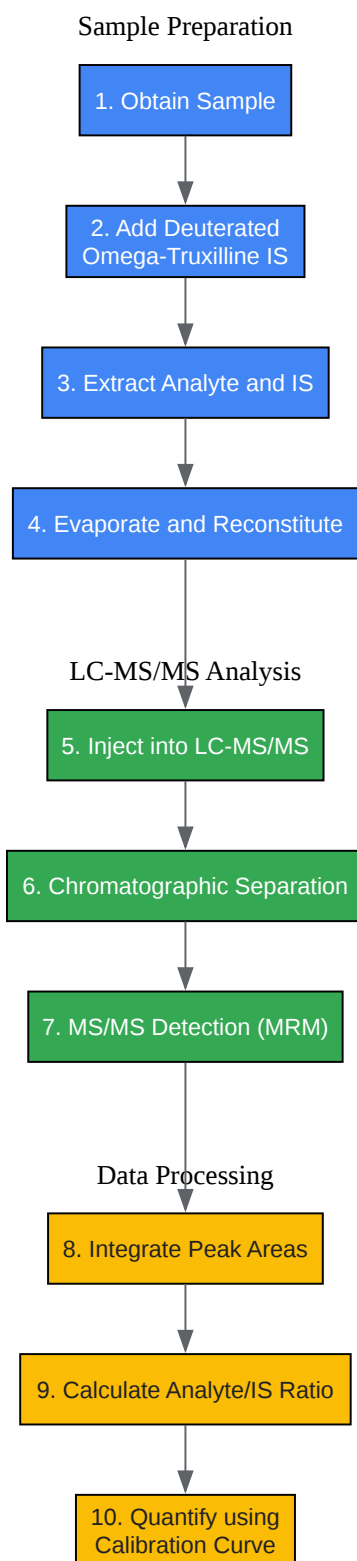 Sample Preparation
1. Obtain Sample
2. Add Deuterated
Omega-Truxilline IS
3. Extract Analyte and IS
4. Evaporate and Reconstitute
LC-MS/MS Analysis
5. Inject into LC-MS/MS
6. Chromatographic Separation
7. MS/MS Detection (MRM)
Data Processing
8. Integrate Peak Areas
9. Calculate Analyte/IS Ratio
10. Quantify using
Calibration Curve